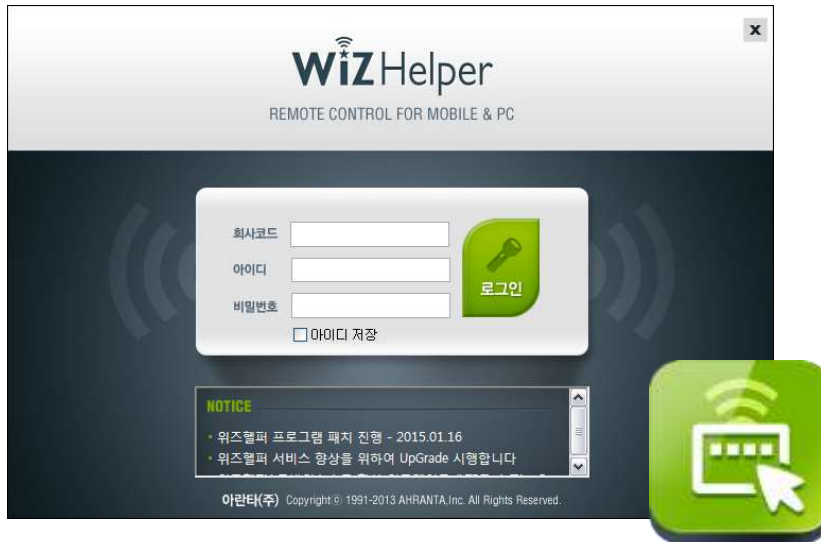 x
WiZHelper
REMOTE CONTROL FOR MOBILE & PC
회사코드
아이디
로그인
비밀번호
아이디 저장
NOTICE
• 위즈헬퍼 프로그램 패치 진행 - 2015.01.16
• 위즈헬퍼 서비스 향상을 위하여 UpGrade 시행합니다
아란타(주) Copyright © 1991-2013 AHRANTA,Inc. All Rights Reserved.